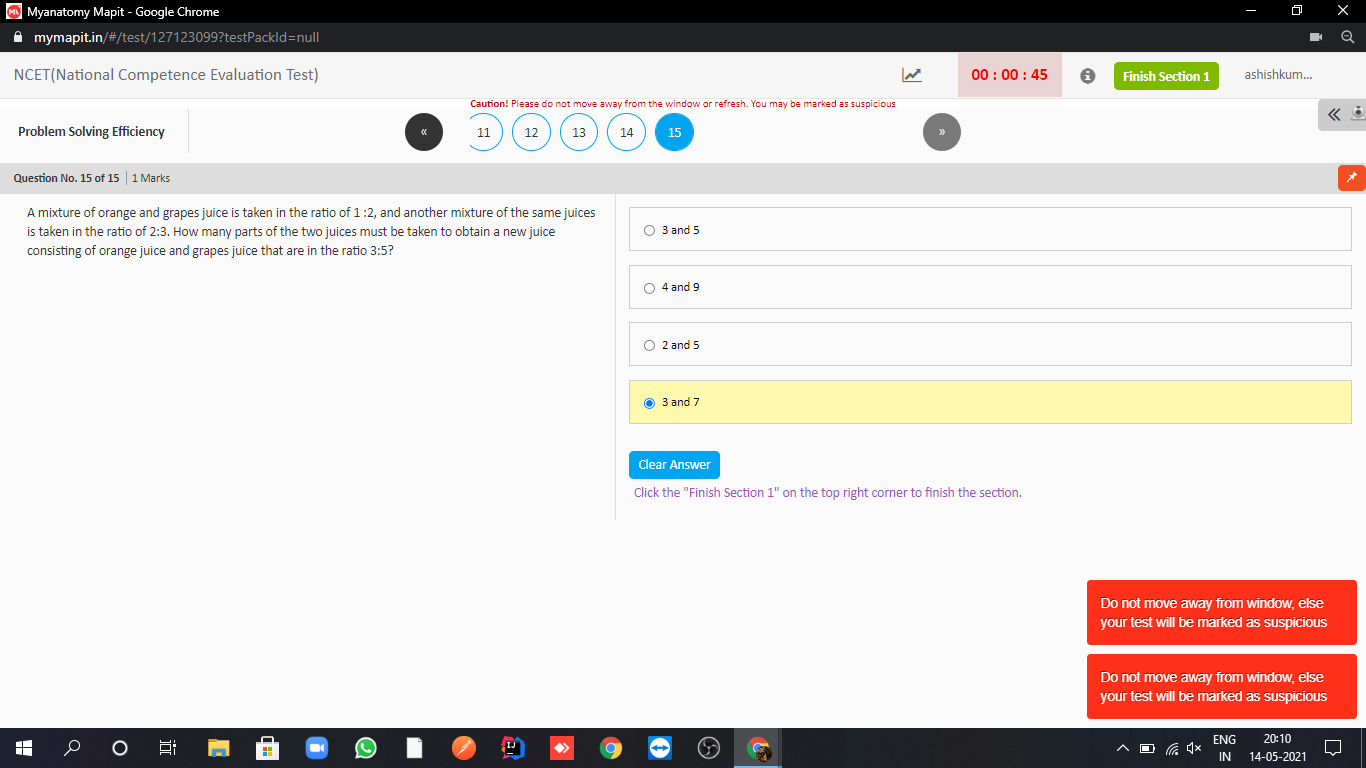 Myanatomy Mapit - Google Chrome
mymapit.in/#/test/127123099?testPackId=null
NCET(National Competence Evaluation Test)
00 : 00 : 45
Finish Section 1
ashishkum...
Caution! Please do not move away from the window or refresh. You may be marked as suspicious
Problem Solving Efficiency
« 11 12 13 14 15 »
Question No. 15 of 15 | 1 Marks
A mixture of orange and grapes juice is taken in the ratio of 1 :2, and another mixture of the same juices
is taken in the ratio of 2:3. How many parts of the two juices must be taken to obtain a new juice
consisting of orange juice and grapes juice that are in the ratio 3:5?
3 and 5
4 and 9
2 and 5
3 and 7
Clear Answer
Click the "Finish Section 1" on the top right corner to finish the section.
Do not move away from window, else
your test will be marked as suspicious
Do not move away from window, else
your test will be marked as suspicious
ENG
IN
20:10
14-05-2021